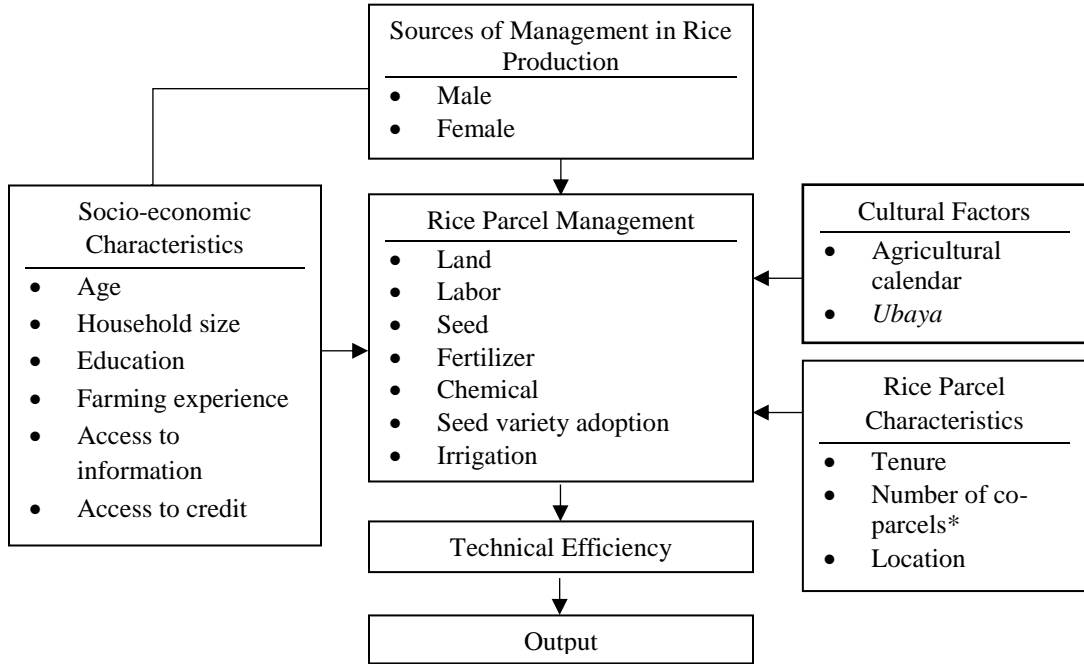 Sources of Management in Rice
Production
• Male
• Female
Socio-economic
Characteristics
• Age
• Household size
• Education
• Farming experience
• Access to
information
• Access to credit
Rice Parcel Management
• Land
• Labor
• Seed
• Fertilizer
• Chemical
• Seed variety adoption
• Irrigation
Cultural Factors
• Agricultural
calendar
• Ubaya
Rice Parcel
Characteristics
• Tenure
• Number of co-
parcels*
• Location
Technical Efficiency
Output